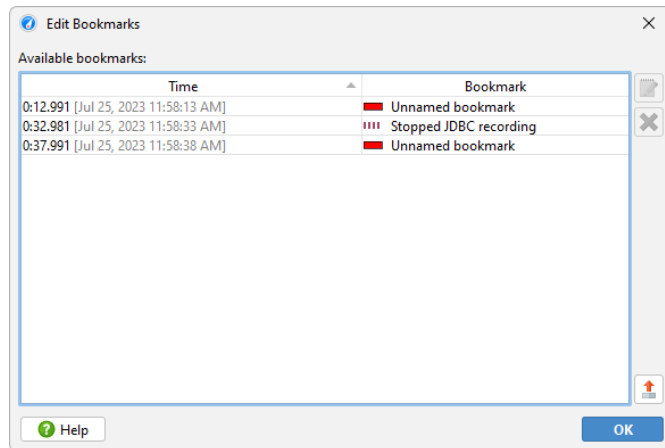 Edit Bookmarks
Available bookmarks:
Time Bookmark
0:12.991 [Jul 25, 2023 11:58:13 AM] Unnamed bookmark
0:32.981 [Jul 25, 2023 11:58:33 AM] Stopped JDBC recording
0:37.991 [Jul 25, 2023 11:58:38 AM] Unnamed bookmark
Help OK